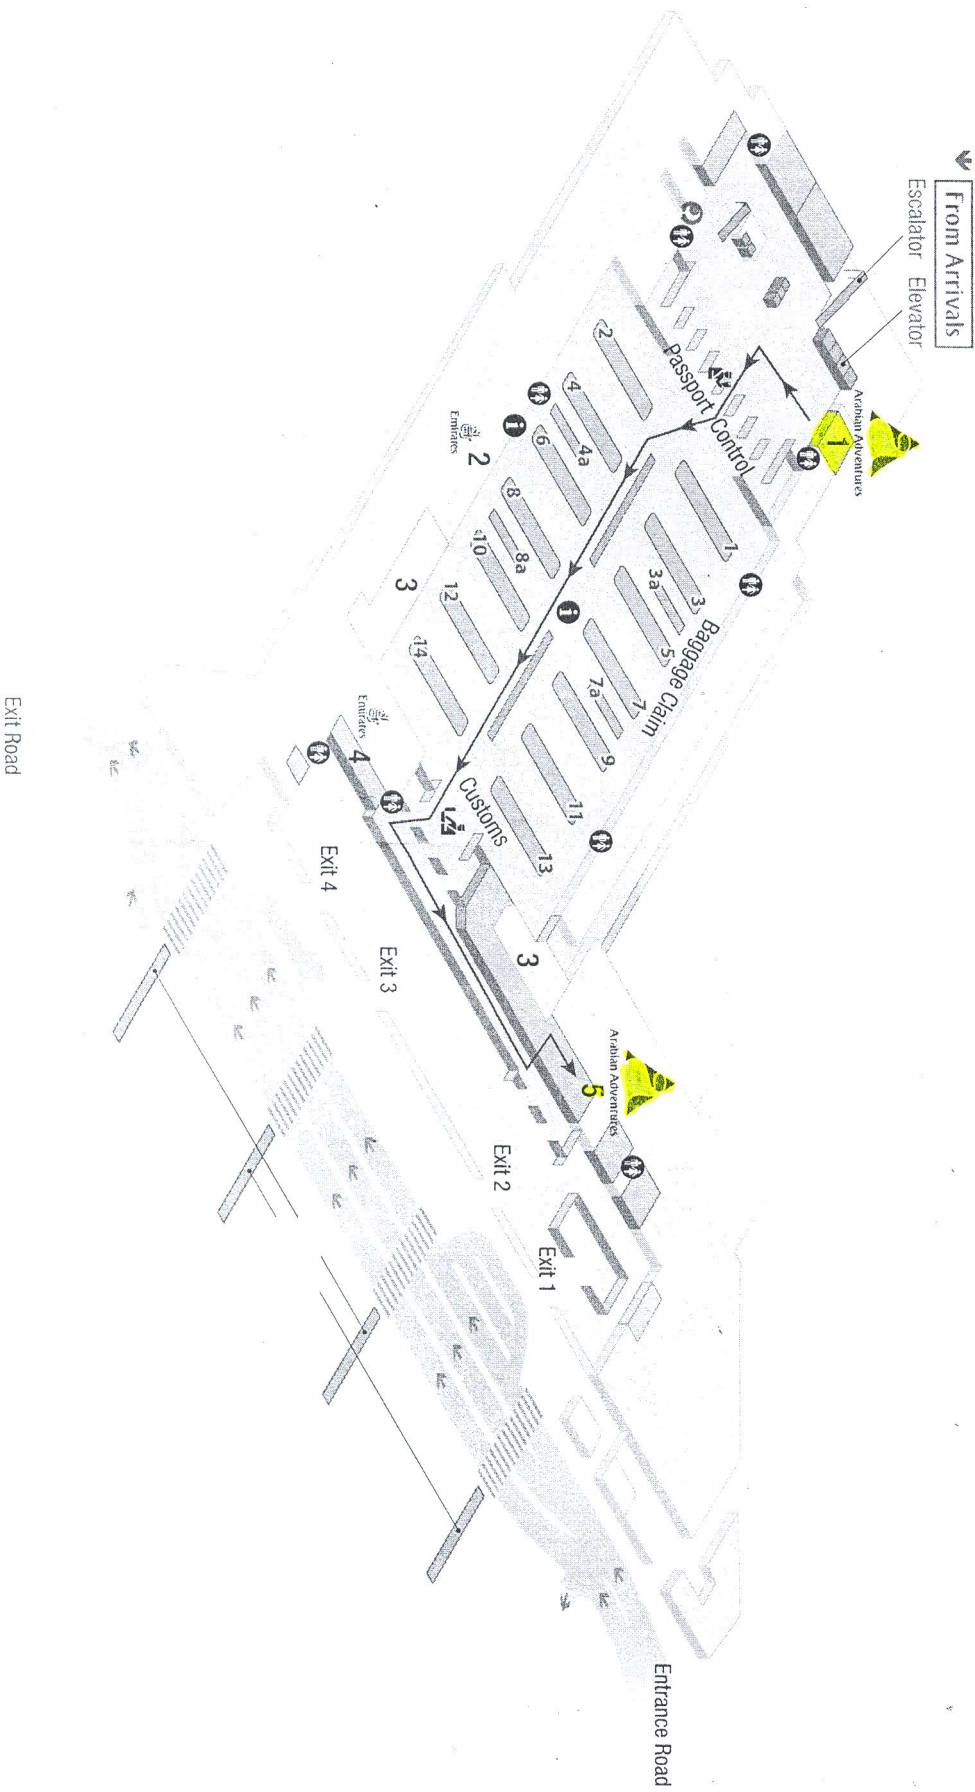 From Arrivals
Escalator
Elevator
Arabian Adventures
1
Passport Control
2
4
4a
6
8
8a
10
12
14
1
3
3a
5
7
7a
9
11
13
Baggage Claim
i
i
Emirates
2
3
Customs
Emirates
4
3
Arabian Adventures
5
Exit 4
Exit 3
Exit 2
Exit 1
Exit Road
Entrance Road